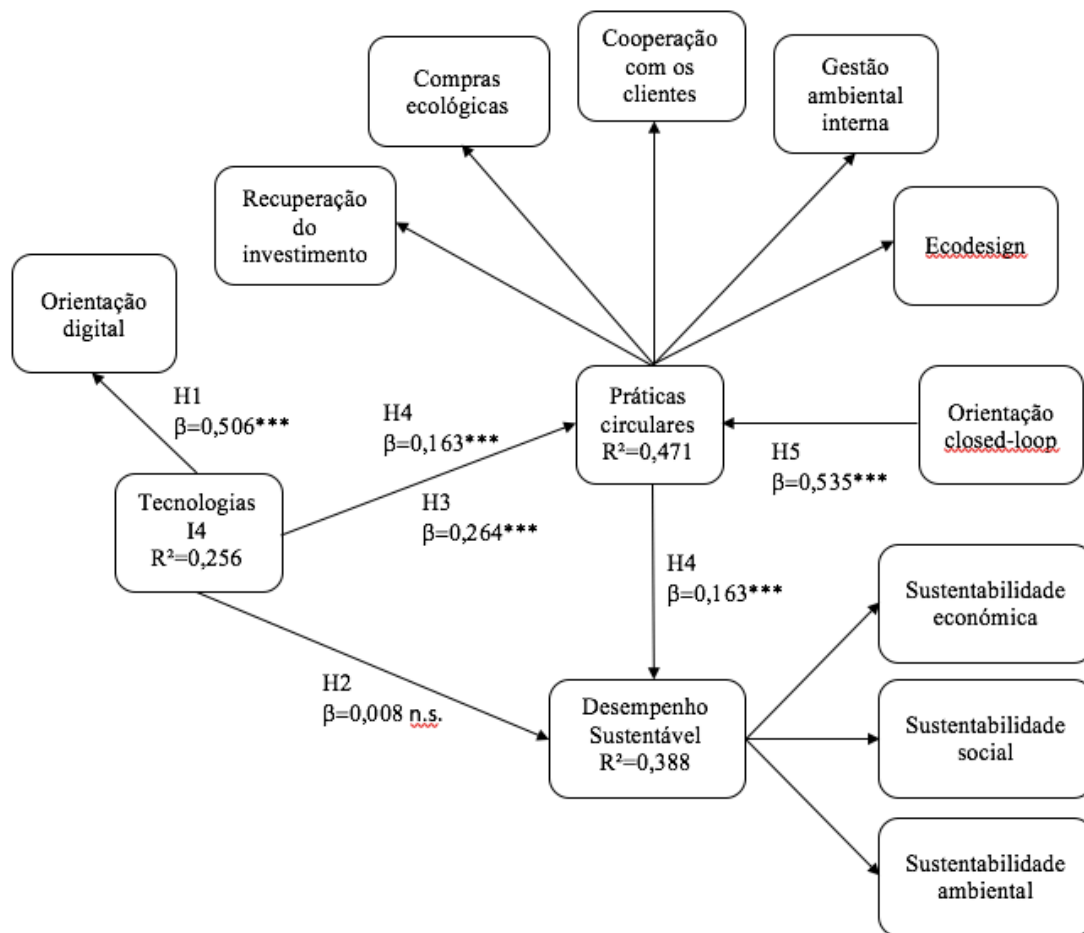 Cooperação
com os
clientes
Compras
ecológicas
Gestão
ambiental
interna
Recuperação
do
investimento
Ecodesign
Orientação
digital
H1
β=0,506***
H4
β=0,163***
Práticas
circulares
R²=0,471
Orientação
closed-loop
H5
β=0,535***
Tecnologias
I4
R²=0,256
H3
β=0,264***
H4
β=0,163***
Sustentabilidade
económica
H2
β=0,008 n.s.
Desempenho
Sustentável
R²=0,388
Sustentabilidade
social
Sustentabilidade
ambiental